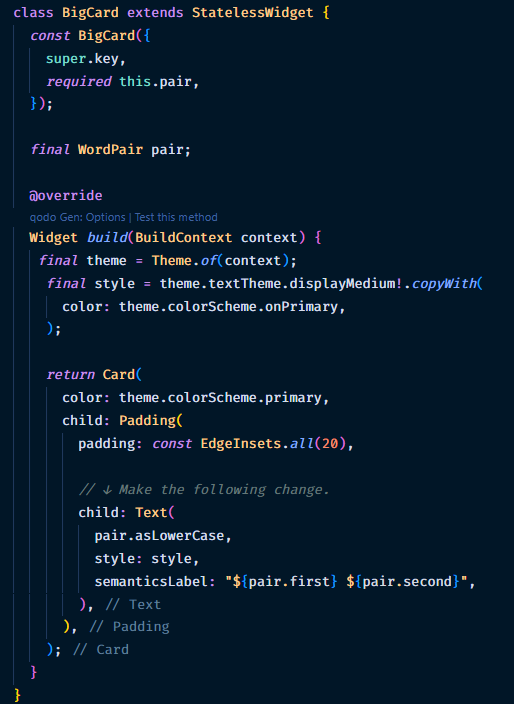 class BigCard extends StatelessWidget {
  const BigCard({
    super.key,
    required this.pair,
  });

  final WordPair pair;

  @override
  qodo Gen: Options | Test this method
  Widget build(BuildContext context) {
   final theme = Theme.of(context);
    final style = theme.textTheme.displayMedium!.copyWith(
      color: theme.colorScheme.onPrimary,
    );

    return Card(
      color: theme.colorScheme.primary,
      child: Padding(
        padding: const EdgeInsets.all(20),

        // ↓ Make the following change.
        child: Text(
          pair.asLowerCase,
          style: style,
          semanticsLabel: "${pair.first} ${pair.second}",
        ), // Text
      ), // Padding
    ); // Card
  }
}